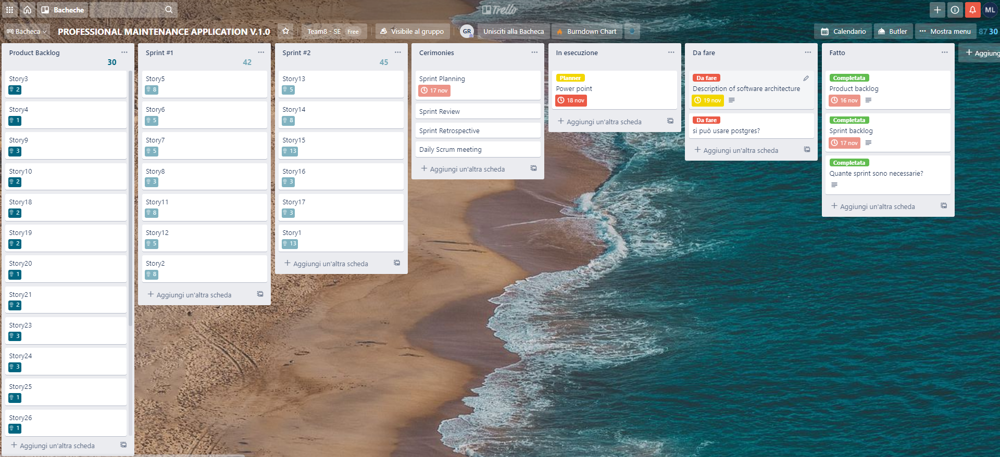 Bacheche
Trello
ML
Bacheca
PROFESSIONAL MAINTENANCE APPLICATION V.1.0
Team8 - SE Free
Visibile al gruppo
GR
Unisciti alla Bacheca
Burndown Chart
Calendario
Butler
Mostra menu
87 30
Product Backlog
30
Story3
2
Story4
1
Story9
3
Story10
2
Story18
2
Story19
2
Story20
1
Story21
2
Story23
3
Story24
3
Story25
1
Story26
1
Aggiungi un'altra scheda
Sprint #1
42
Story5
8
Story6
5
Story7
5
Story8
3
Story11
8
Story12
5
Story2
8
Aggiungi un'altra scheda
Sprint #2
45
Story13
5
Story14
8
Story15
13
Story16
3
Story17
3
Story1
13
Aggiungi un'altra scheda
Cerimonies
Sprint Planning
17 nov
Sprint Review
Sprint Retrospective
Daily Scrum meeting
Aggiungi un'altra scheda
In esecuzione
Planner
Power point
18 nov
Aggiungi un'altra scheda
Da fare
Da fare
Description of software architecture
19 nov
Da fare
si può usare postgres?
Aggiungi un'altra scheda
Fatto
Completata
Product backlog
16 nov
Completata
Sprint backlog
17 nov
Completata
Quante sprint sono necessarie?
Aggiungi un'altra scheda
Aggiung